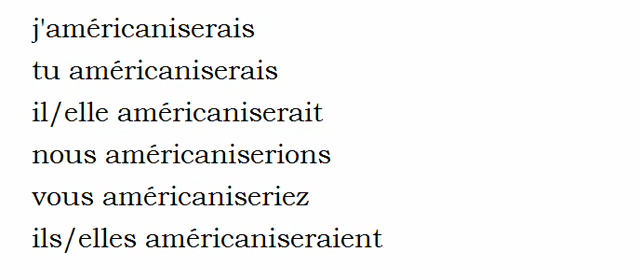 j'américaniserais
tu américaniserais
il/elle américaniserait
nous américaniserions
vous américaniseriez
ils/elles américaniseraient